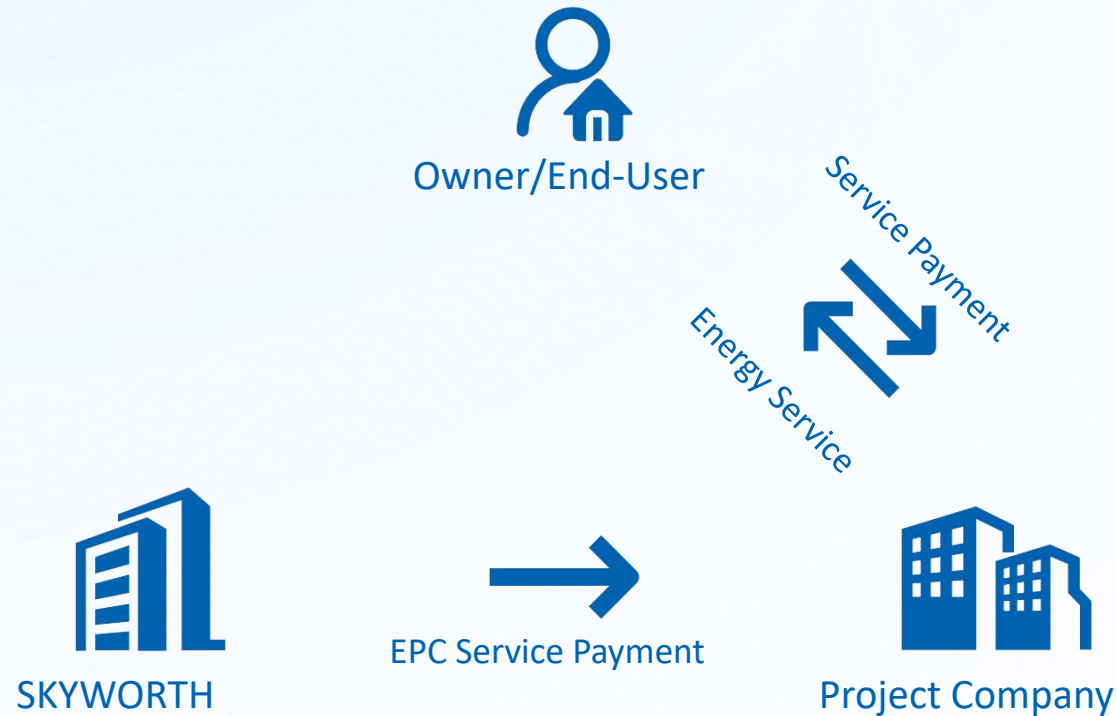 Owner/End-User
Service Payment
Energy Service
EPC Service Payment
SKYWORTH
Project Company